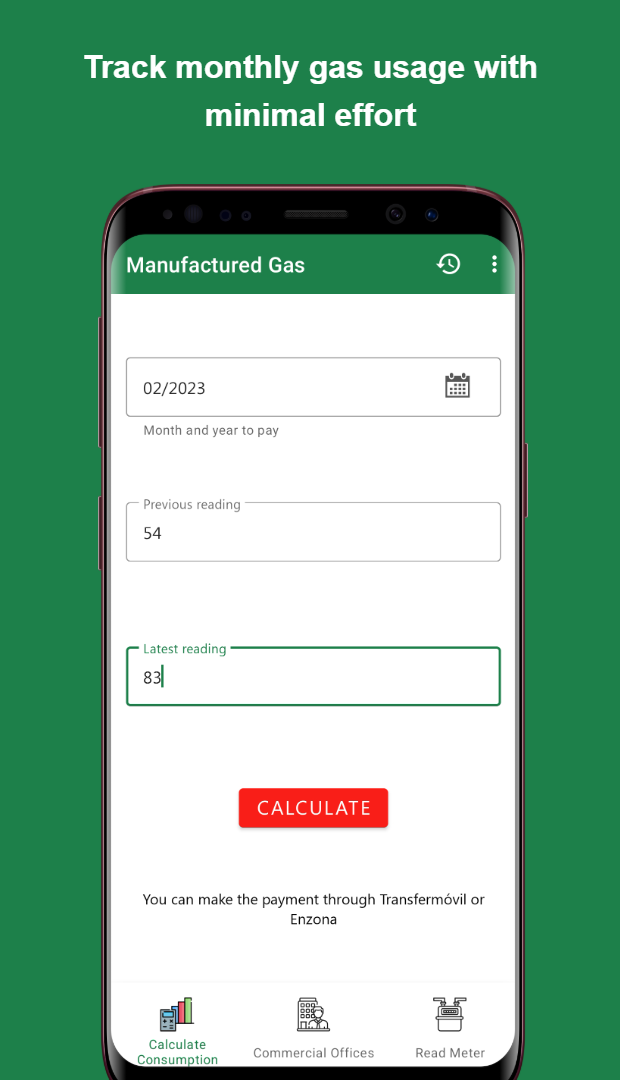 Track monthly gas usage with
minimal effort
Manufactured Gas
02/2023
Month and year to pay
Previous reading
54
Latest reading
83
CALCULATE
You can make the payment through Transfermóvil or
Enzona
Calculate
Consumption
Commercial Offices
Read Meter